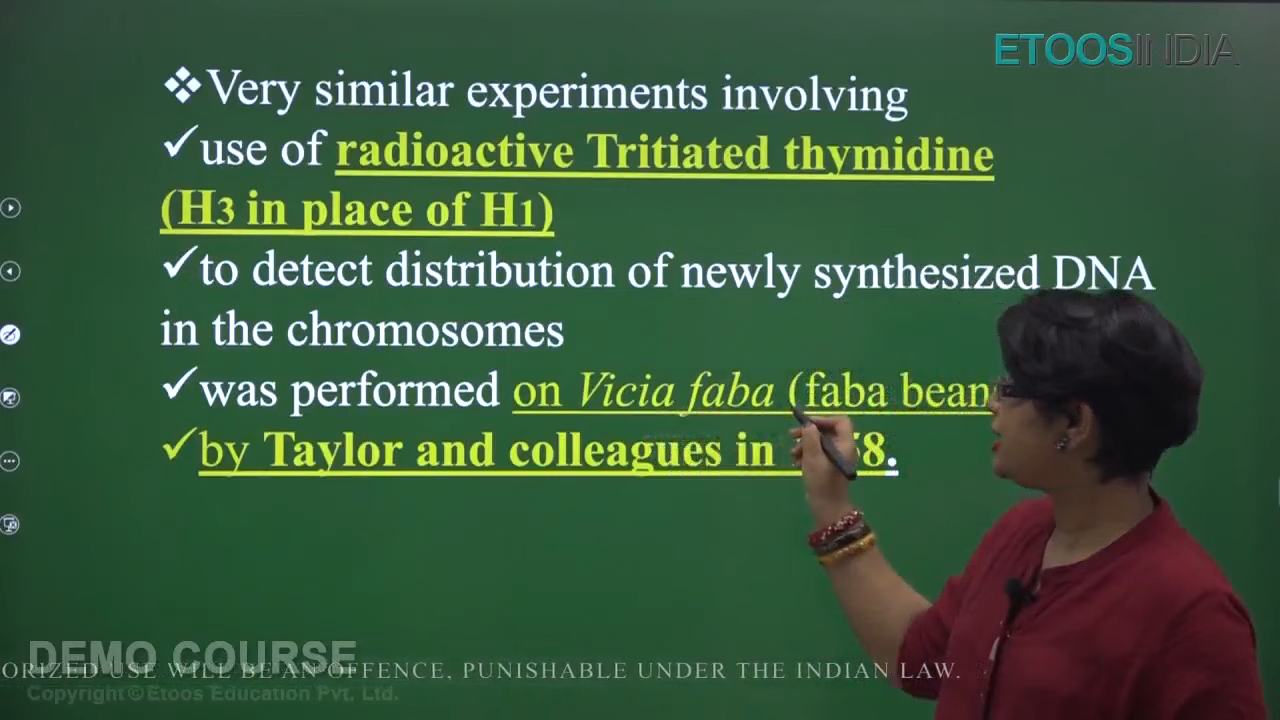 ETOOSINDIA
❖Very similar experiments involving
✓use of radioactive Tritiated thymidine
(H3 in place of H1)
✓to detect distribution of newly synthesized DNA
in the chromosomes
✓was performed on Vicia faba (faba bean
✓by Taylor and colleagues in 58.
DEMO COURSE
ORIZED USE WILL BE AN OFFENCE, PUNISHABLE UNDER THE INDIAN LAW.
Copyright © Etoos Education Pvt. Ltd.